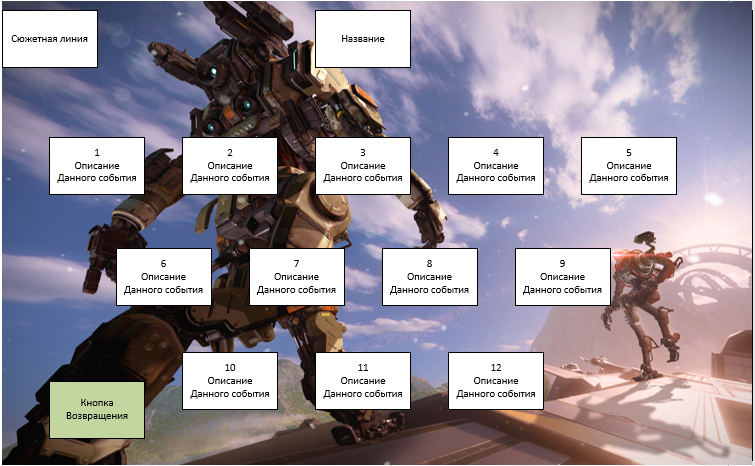 Сюжетная линия
Название
1
Описание
Данного события
2
Описание
Данного события
3
Описание
Данного события
4
Описание
Данного события
5
Описание
Данного события
6
Описание
Данного события
7
Описание
Данного события
8
Описание
Данного события
9
Описание
Данного события
10
Описание
Данного события
11
Описание
Данного события
12
Описание
Данного события
Кнопка
Возвращения